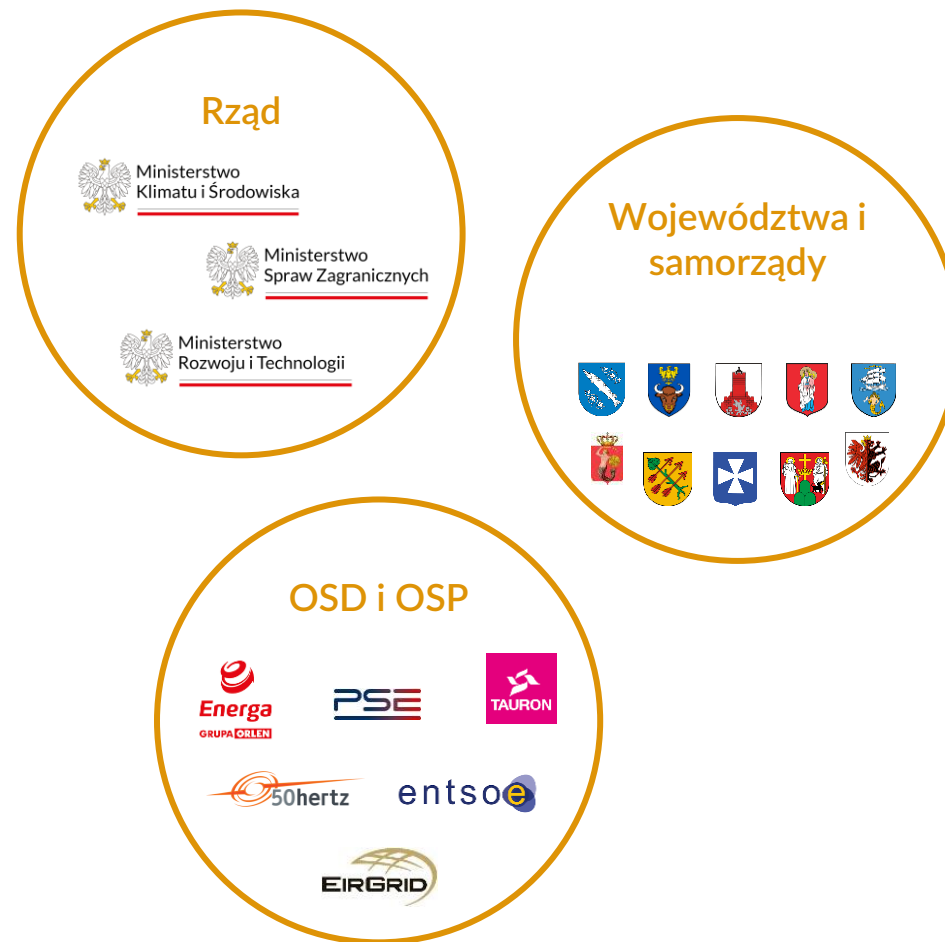 Rząd
Ministerstwo
Klimatu i Środowiska
Ministerstwo
Spraw Zagranicznych
Ministerstwo
Rozwoju i Technologii
Województwa i
samorządy
OSD i OSP
Energa
GRUPA ORLEN
PSE
TAURON
50hertz
entsoe
EIRGRID